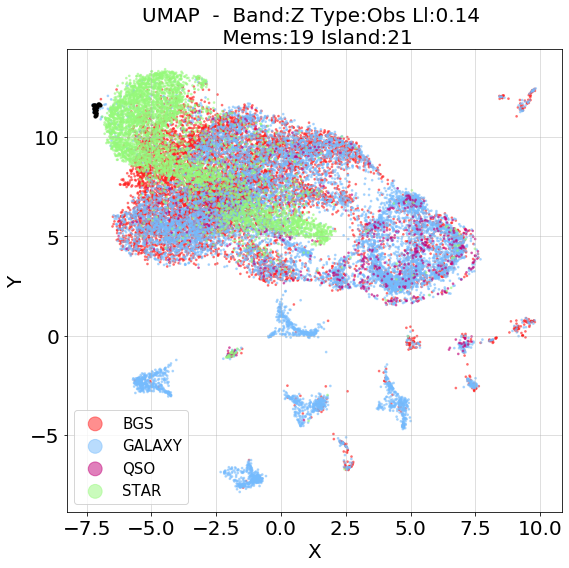 UMAP - Band:Z Type:Obs Ll:0.14
Mems:19 Island:21
Y
10
5
0
−5
BGS
GALAXY
QSO
STAR
−7.5 −5.0 −2.5 0.0 2.5 5.0 7.5 10.0
X